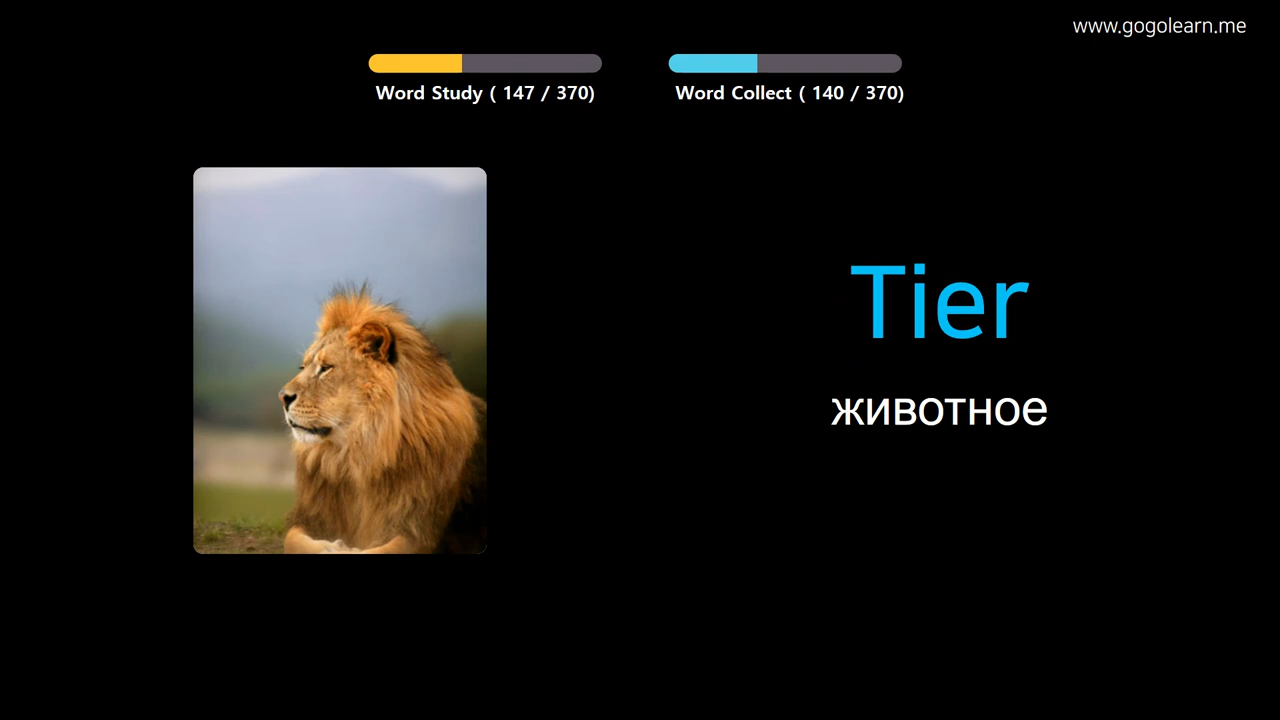 www.gogolearn.me
Word Study ( 147 / 370)
Word Collect ( 140 / 370)
Tier
животное